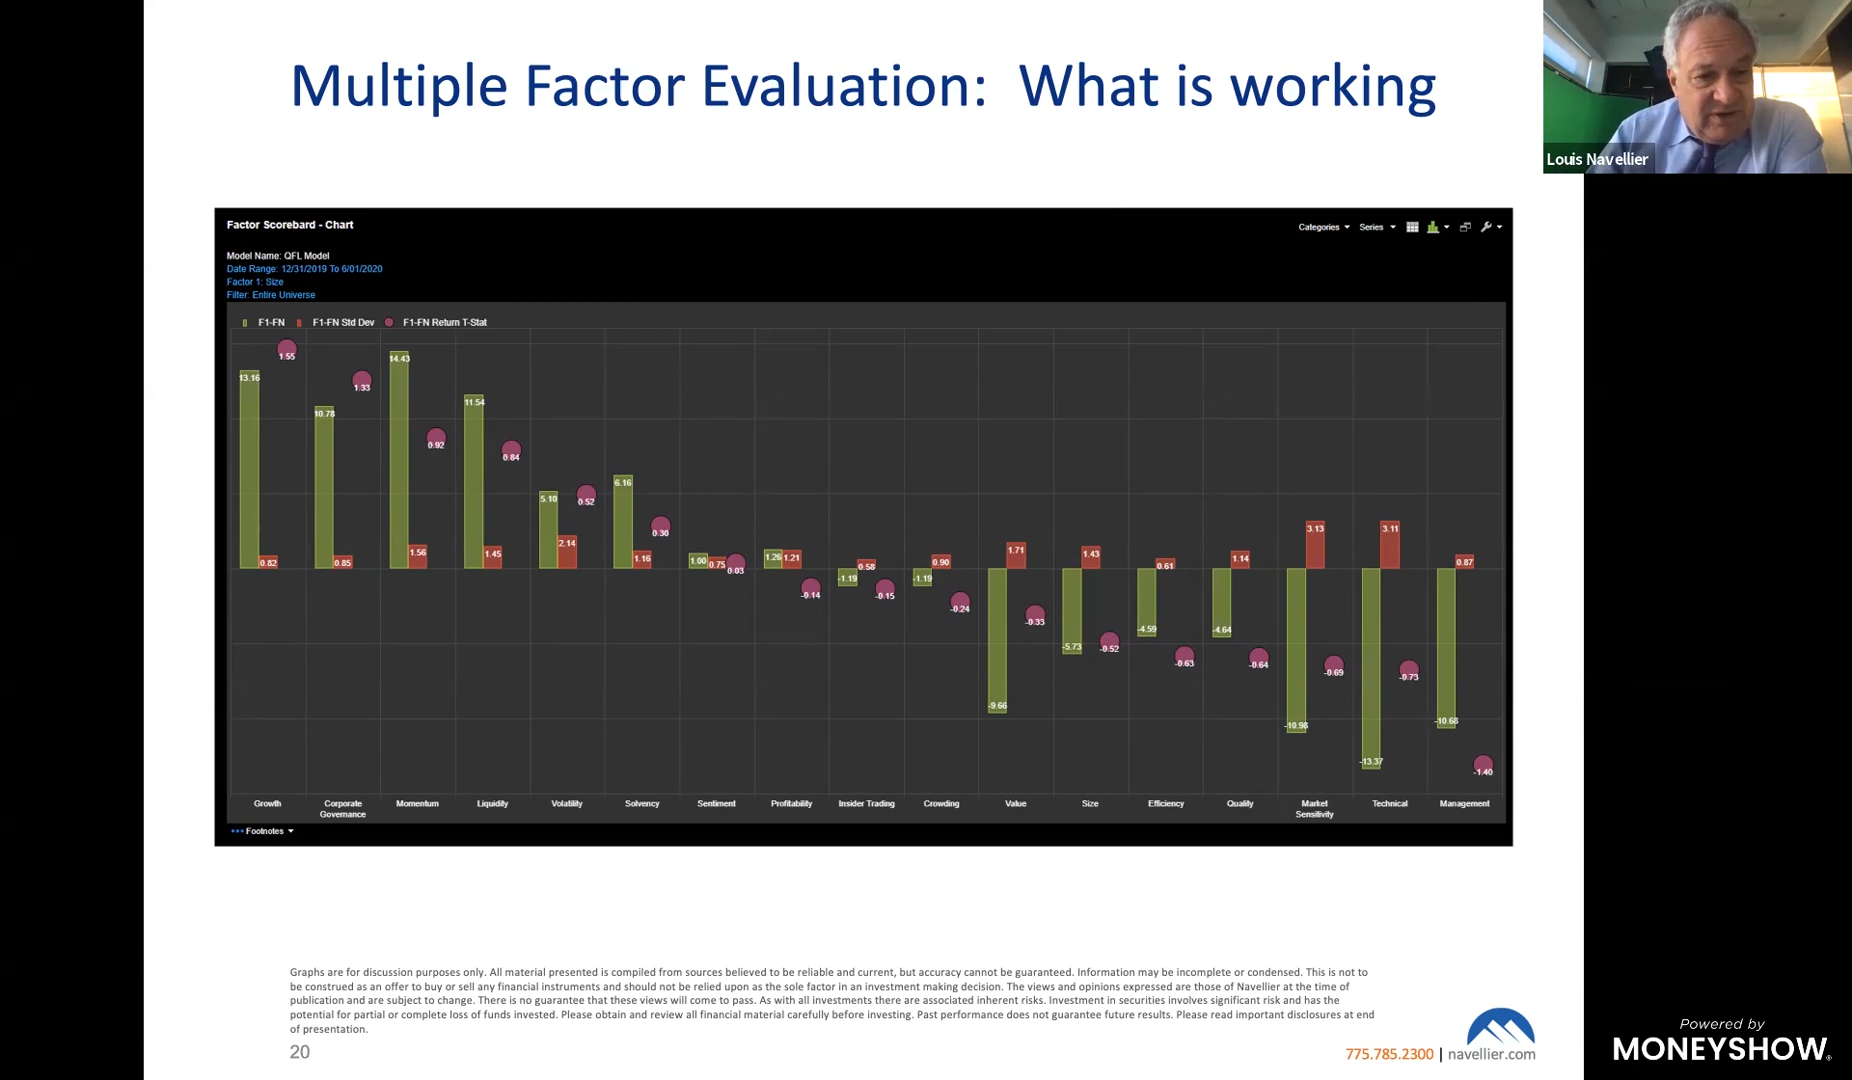 Multiple Factor Evaluation: What is working
Louis Navellier
Factor Scorebard - Chart
Categories Series
Model Name: QFL Model
Date Range: 12/31/2019 To 6/01/2020
Factor 1: Size
Filter: Entire Universe
F1-FN F1-FN Std Dev F1-FN Return T-Stat
13.16 0.82 1.55
10.78 0.85 1.33
14.43 1.56 0.92
11.54 1.45 0.84
5.10 2.14 0.52
6.16 1.16 0.30
1.00 0.75 0.03
1.26 1.21 -0.14
-1.19 0.58 -0.15
-1.19 0.90 -0.24
-9.66 1.71 -0.33
-5.73 1.43 -0.52
-4.59 0.61 -0.63
-4.64 1.14 -0.64
-10.98 3.13 -0.69
-13.37 3.11 -0.73
-10.68 0.87 -1.40
Growth
Corporate
Governance
Momentum
Liquidity
Volatility
Solvency
Sentiment
Profitability
Insider Trading
Crowding
Value
Size
Efficiency
Quality
Market
Sensitivity
Technical
Management
Footnotes
Graphs are for discussion purposes only. All material presented is compiled from sources believed to be reliable and current, but accuracy cannot be guaranteed. Information may be incomplete or condensed. This is not to
be construed as an offer to buy or sell any financial instruments and should not be relied upon as the sole factor in an investment making decision. The views and opinions expressed are those of Navellier at the time of
publication and are subject to change. There is no guarantee that these views will come to pass. As with all investments there are associated inherent risks. Investment in securities involves significant risk and has the
potential for partial or complete loss of funds invested. Please obtain and review all financial material carefully before investing. Past performance does not guarantee future results. Please read important disclosures at end
of presentation.
20
775.785.2300 | navellier.com
Powered by
MONEYSHOW.